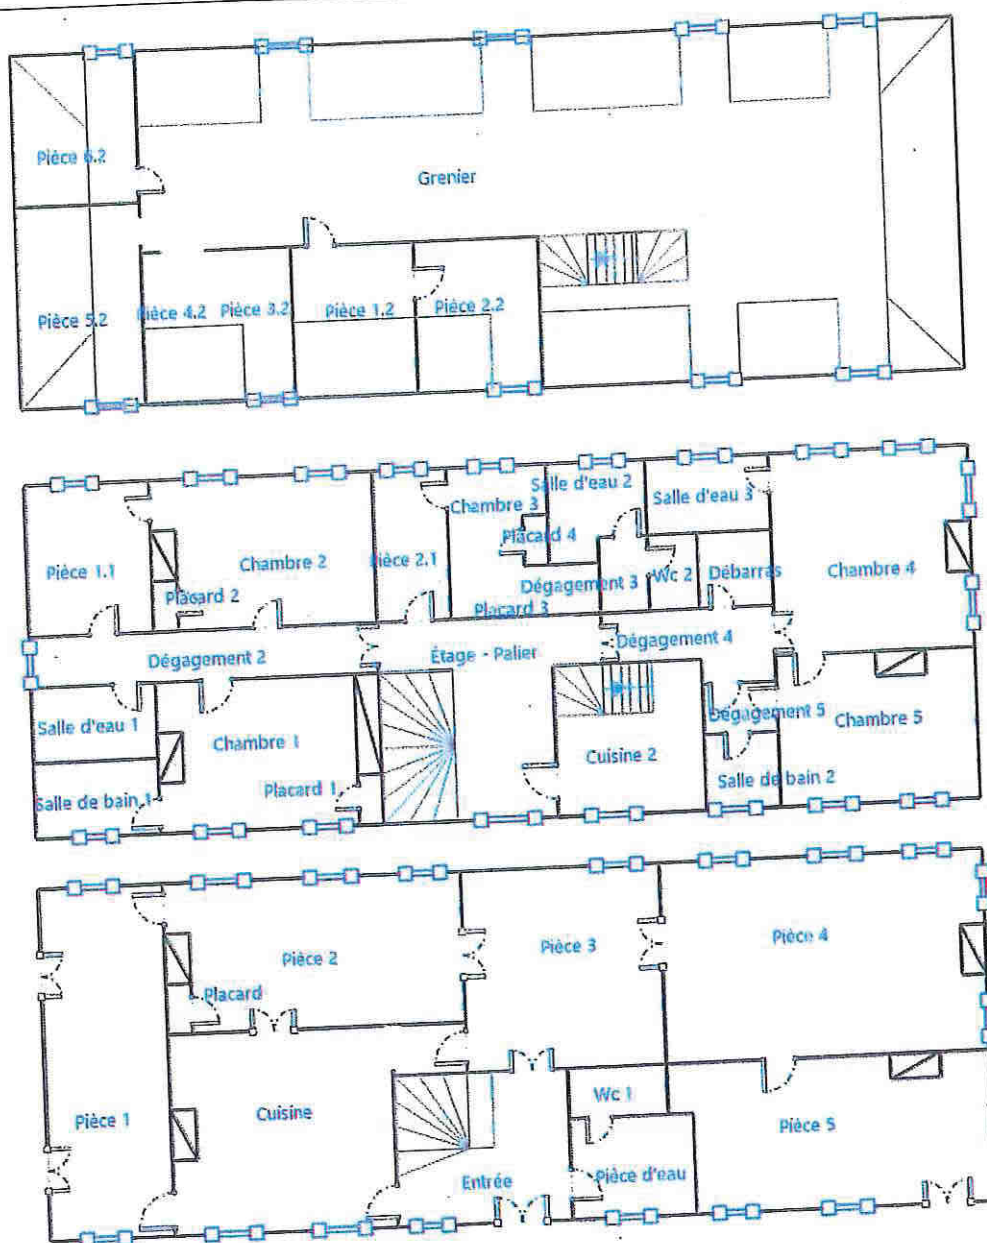 Pièce 6.2
Grenier
Pièce 5.2
Pièce 4.2
Pièce 3.2
Pièce 1.2
Pièce 2.2
Pièce 1.1
Chambre 2
Placard 2
Pièce 2.1
Chambre 3
Salle d'eau 2
Placard 4
Salle d'eau 3
Dégagement 3
Wc 2
Débarras
Chambre 4
Placard 3
Dégagement 2
Étage - Palier
Dégagement 4
Salle d'eau 1
Chambre 1
Cuisine 2
Dégagement 5
Chambre 5
Salle de bain 1
Placard 1
Salle de bain 2
Pièce 2
Pièce 3
Pièce 4
Placard
Pièce 1
Cuisine
Wc 1
Pièce 5
Entrée
Pièce d'eau